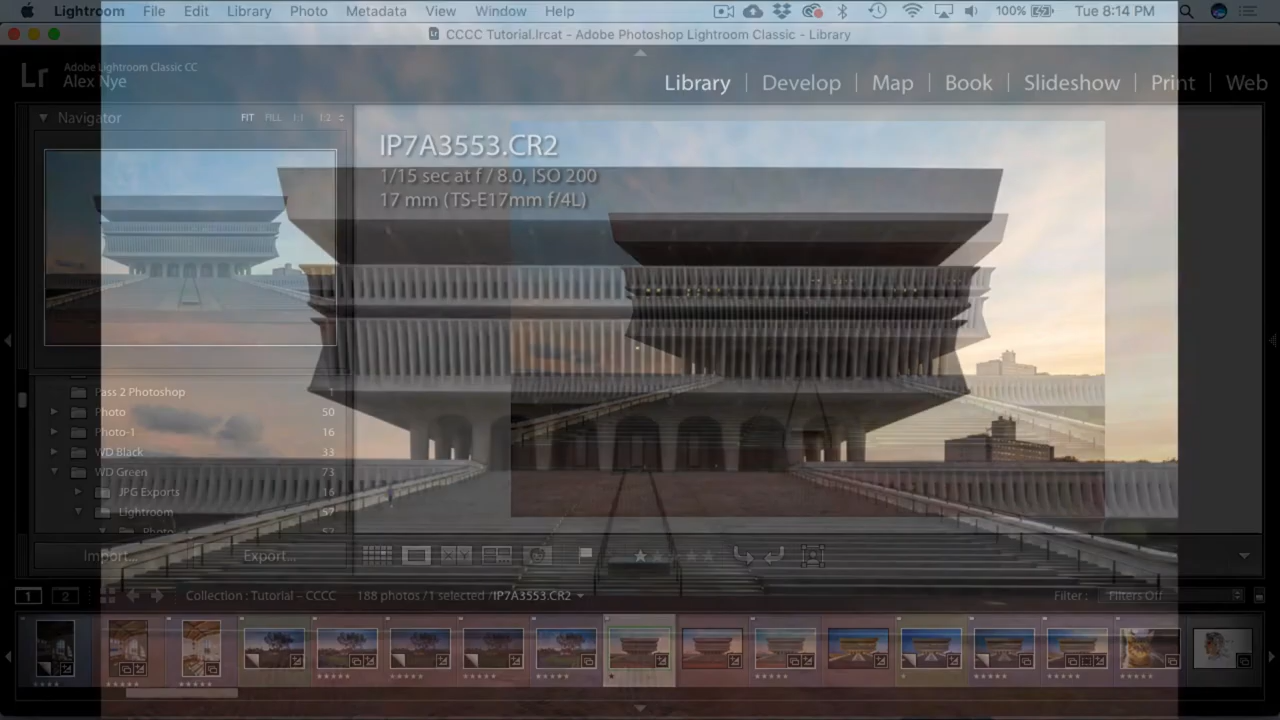 Lightroom File Edit Library Photo Metadata View Window Help 100% Tue 8:14 PM
CCCC Tutorial.lrcat - Adobe Photoshop Lightroom Classic - Library
Lr Adobe Lightroom Classic CC
Alex Nye
Library | Develop | Map | Book | Slideshow | Print | Web
Navigator FIT FILL 1:1 1:2
IP7A3553.CR2
1/15 sec at f / 8.0, ISO 200
17 mm (TS-E17mm f/4L)
Pass 2 Photoshop 1
Photo 50
Photo-1 16
WD Black 33
WD Green 73
JPG Exports 16
Lightroom 57
Photo 57
Import... Export...
1 2 Collection : Tutorial – CCCC 188 photos /1 selected /IP7A3553.CR2 Filter : Filters Off